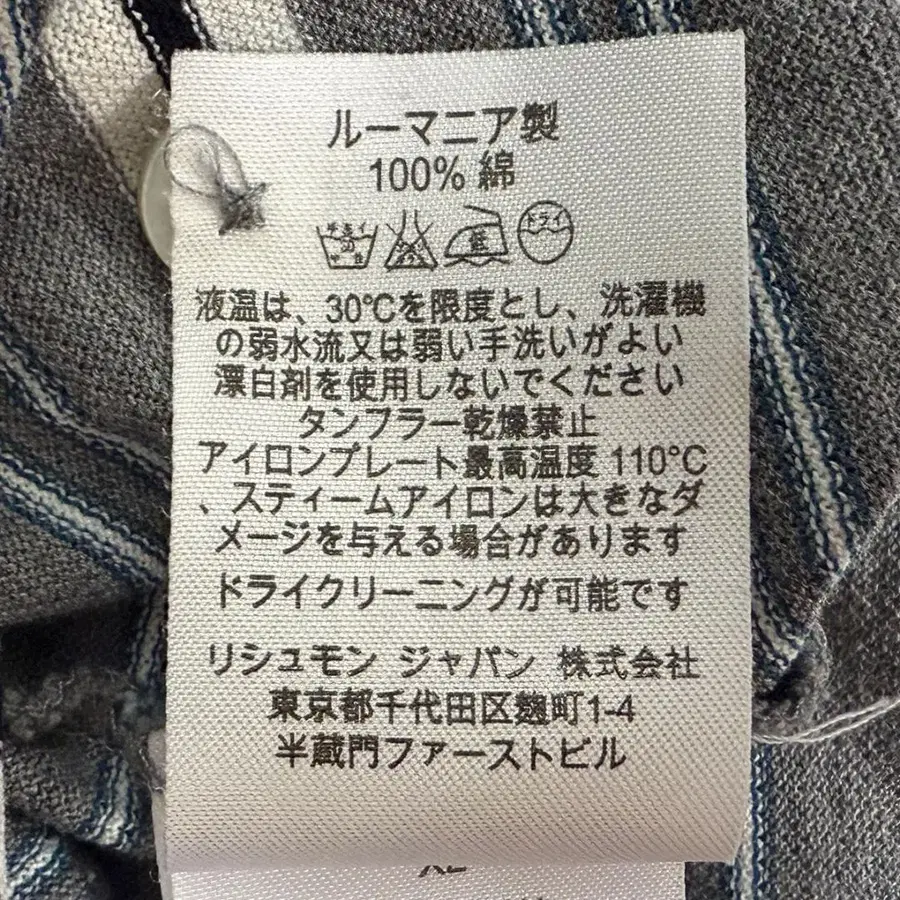 ルーマニア製
100% 綿
ドライ
液温は、30℃を限度とし、洗濯機
の弱水流又は弱い手洗いがよい
漂白剤を使用しないでください
タンフラー乾燥禁止
アイロンプレート最高温度 110°C
、スティームアイロンは大きなダ
メージを与える場合があります
ドライクリーニングが可能です
リシュモン ジャパン 株式会社
東京都千代田区麹町1-4
半蔵門ファーストビル